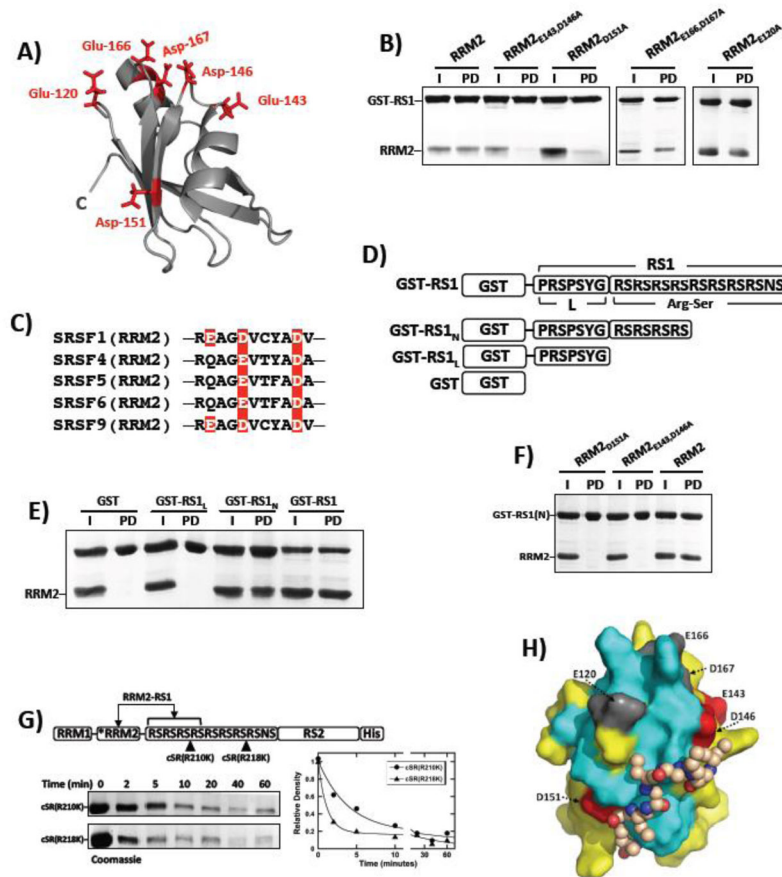 A)
Glu-166
Asp-167
Asp-146
Glu-120
Glu-143
C
Asp-151
B)
RRM2 RRM2E143,D146A RRM2D151A RRM2E166,D167A RRM2E120A
I PD I PD I PD I PD I PD
GST-RS1
RRM2
C)
SRSF1(RRM2) —REAGDVCYADV—
SRSF4(RRM2) —RQAGEVTYADA—
SRSF5(RRM2) —RQAGEVTFADA—
SRSF6(RRM2) —RQAGEVTFADA—
SRSF9(RRM2) —REAGDVCYADV—
D)
RS1
GST-RS1 GST PRSPSYG RSRSRSRSRSRSRSRSNS
L Arg-Ser
GST-RS1N GST PRSPSYG RSRSRSRS
GST-RS1L GST PRSPSYG
GST GST
E)
GST GST-RS1L GST-RS1N GST-RS1
I PD I PD I PD I PD
RRM2
F)
RRM2D151A RRM2E143,D146A RRM2
I PD I PD I PD
GST-RS1(N)
RRM2
G)
RRM2-RS1
RRM1 *RRM2 RSRSRSRSRSRSRSRSNS RS2 His
cSR(R210K) cSR(R218K)
Time (min) 0 2 5 10 20 40 60
cSR(R210K)
cSR(R218K)
Coomassie
Relative Density
1.0
0.8
0.6
0.4
0.2
0.0
cSR(R210K)
cSR(R218K)
0 5 10 30 60
Time (minutes)
H)
E166
E120
D167
E143
D146
D151